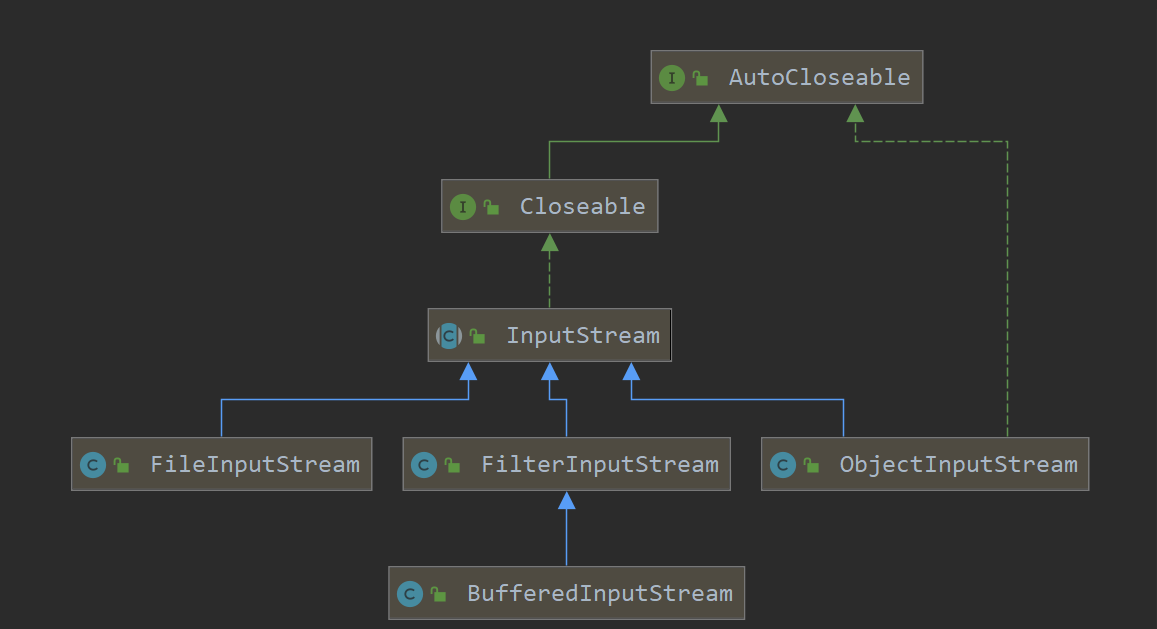 I AutoCloseable
I Closeable
C InputStream
C FileInputStream
C FilterInputStream
C ObjectInputStream
C BufferedInputStream